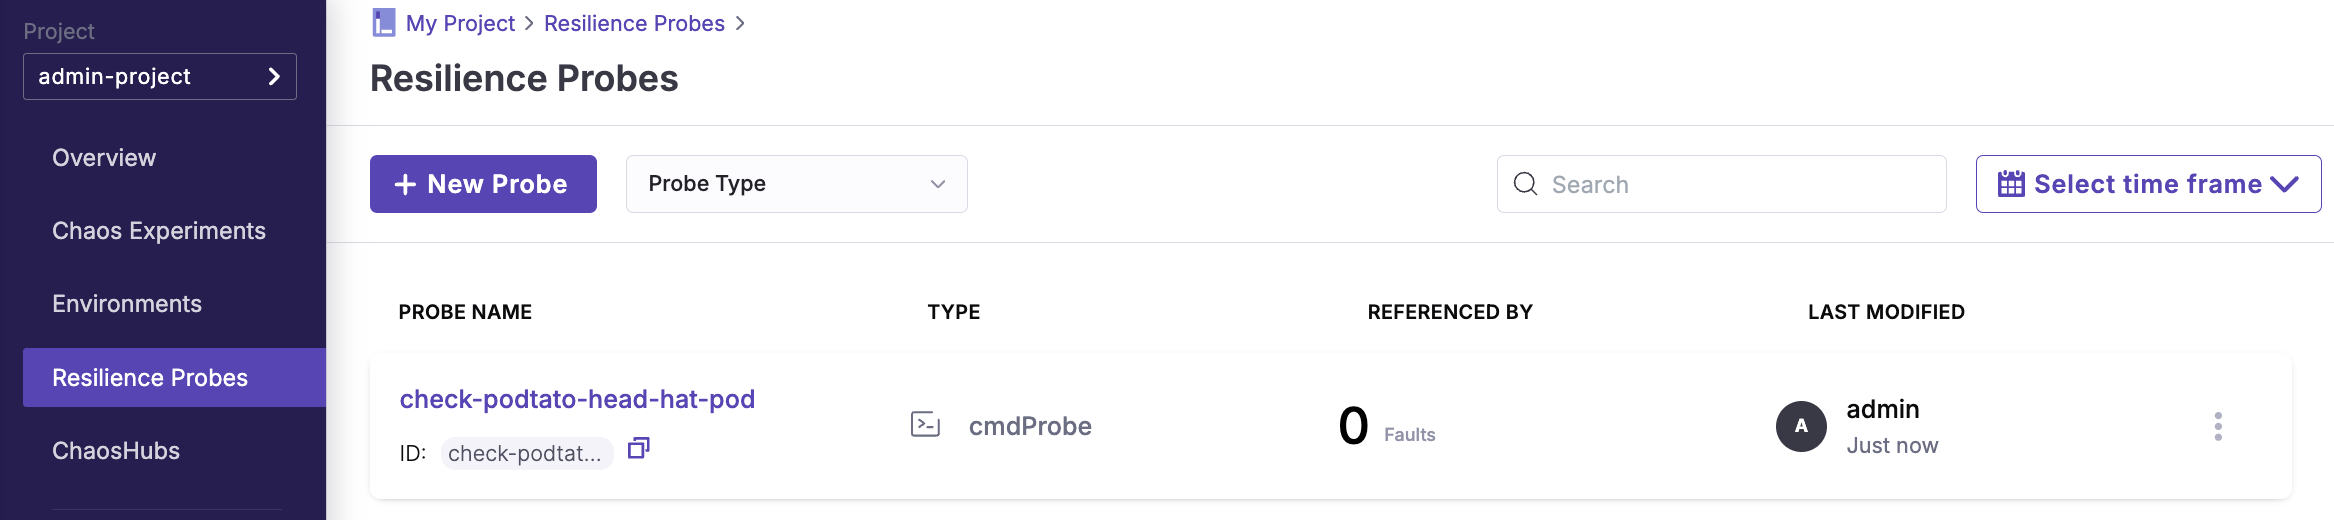 Project
admin-project
Overview
Chaos Experiments
Environments
Resilience Probes
ChaosHubs
My Project > Resilience Probes >
Resilience Probes
+ New Probe
Probe Type
Search
Select time frame
PROBE NAME TYPE REFERENCED BY LAST MODIFIED
check-podtato-head-hat-pod
ID: check-podtat...
cmdProbe
0 Faults
A
admin
Just now